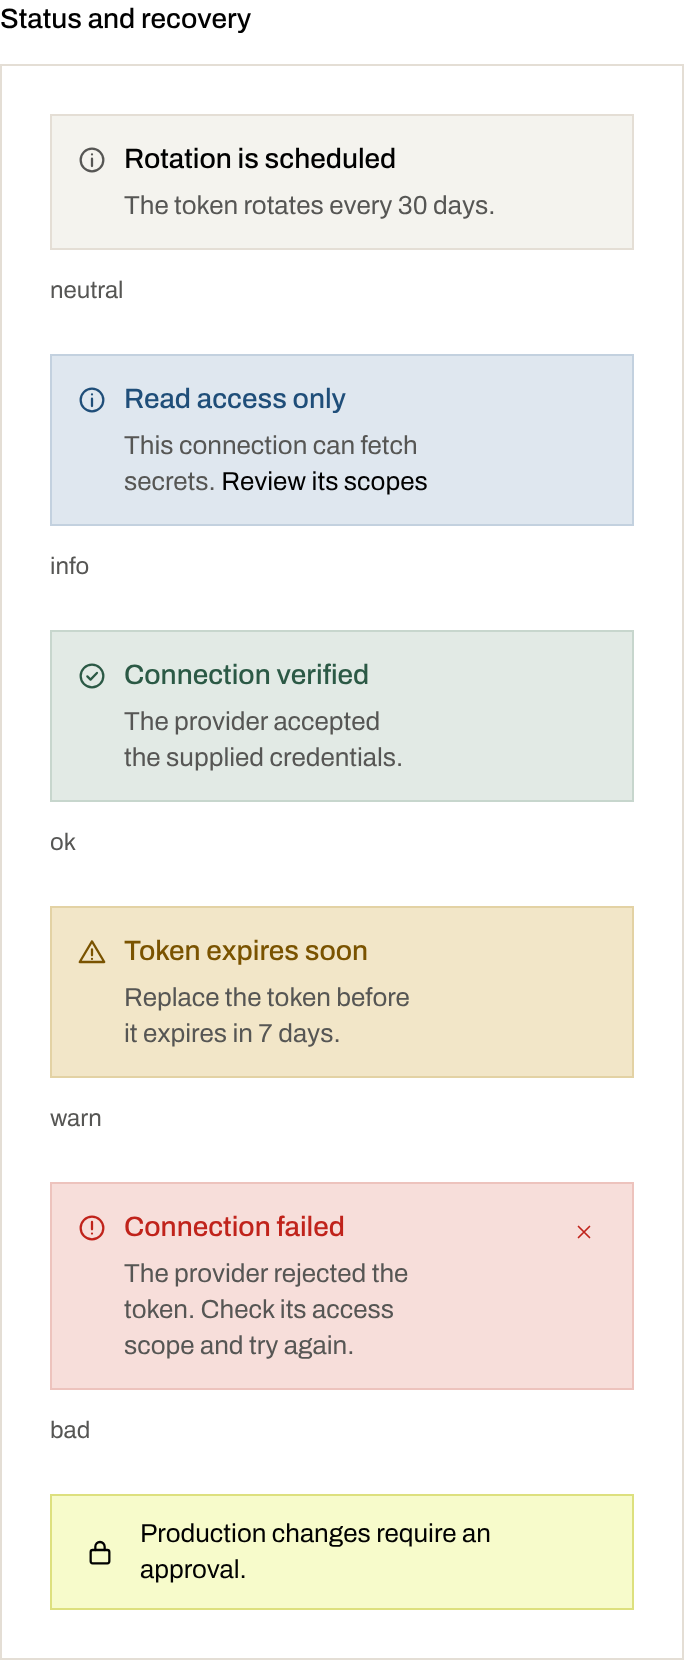 Status and recovery
Rotation is scheduled
The token rotates every 30 days.
neutral
Read access only
This connection can fetch
secrets. Review its scopes
info
Connection verified
The provider accepted
the supplied credentials.
ok
Token expires soon
Replace the token before
it expires in 7 days.
warn
Connection failed
The provider rejected the
token. Check its access
scope and try again.
bad
Production changes require an
approval.